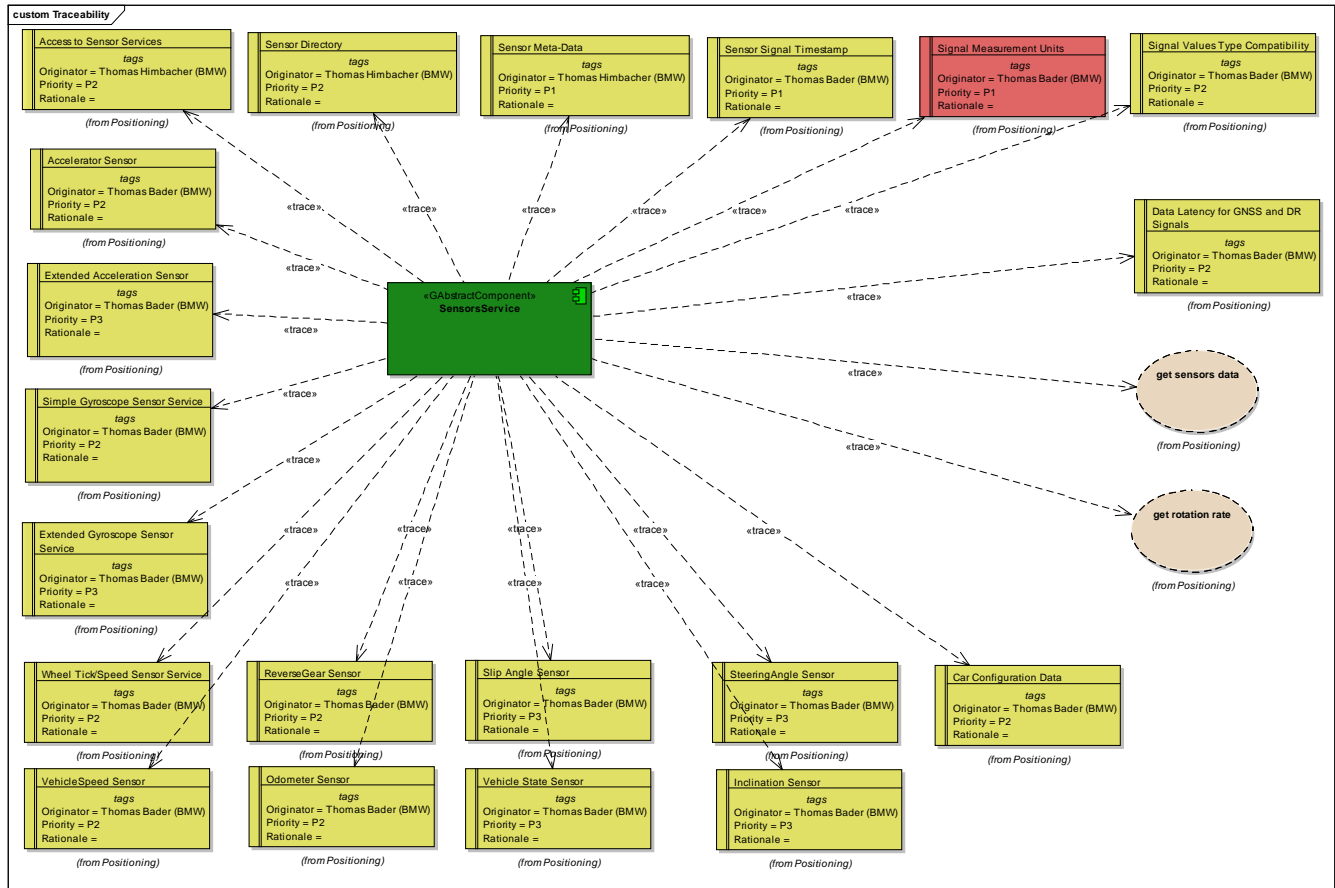 custom Traceability
Access to Sensor Services
tags
Originator = Thomas Himbacher (BMW)
Priority = P2
Rationale =
(from Positioning)
Sensor Directory
tags
Originator = Thomas Himbacher (BMW)
Priority = P2
Rationale =
(from Positioning)
Sensor Meta-Data
tags
Originator = Thomas Himbacher (BMW)
Priority = P1
Rationale =
(from Positioning)
Sensor Signal Timestamp
tags
Originator = Thomas Bader (BMW)
Priority = P1
Rationale =
(from Positioning)
Signal Measurement Units
tags
Originator = Thomas Bader (BMW)
Priority = P1
Rationale =
(from Positioning)
Signal Values Type Compatibility
tags
Originator = Thomas Bader (BMW)
Priority = P2
Rationale =
(from Positioning)
Accelerator Sensor
tags
Originator = Thomas Bader (BMW)
Priority = P2
Rationale =
(from Positioning)
«trace»
«trace»
«trace»
«trace»
«trace»
«trace»
Data Latency for GNSS and DR
Signals
tags
Originator = Thomas Bader (BMW)
Priority = P2
Rationale =
(from Positioning)
«trace»
Extended Acceleration Sensor
tags
Originator = Thomas Bader (BMW)
Priority = P3
Rationale =
(from Positioning)
«GAbstractComponent»
SensorsService
«trace»
«trace»
«trace»
get sensors data
(from Positioning)
Simple Gyroscope Sensor Service
tags
Originator = Thomas Bader (BMW)
Priority = P2
Rationale =
(from Positioning)
«trace»
«trace»
get rotation rate
(from Positioning)
Extended Gyroscope Sensor
Service
tags
Originator = Thomas Bader (BMW)
Priority = P3
Rationale =
(from Positioning)
«trace»
«trace»
«trace»
«trace»
«trace»
«trace»
«trace»
«trace»
«trace»
Wheel Tick/Speed Sensor Service
tags
Originator = Thomas Bader (BMW)
Priority = P2
Rationale =
(from Positioning)
ReverseGear Sensor
tags
Originator = Thomas Bader (BMW)
Priority = P2
Rationale =
(from Positioning)
Slip Angle Sensor
tags
Originator = Thomas Bader (BMW)
Priority = P3
Rationale =
(from Positioning)
SteeringAngle Sensor
tags
Originator = Thomas Bader (BMW)
Priority = P3
Rationale =
(from Positioning)
Car Configuration Data
tags
Originator = Thomas Bader (BMW)
Priority = P2
Rationale =
(from Positioning)
VehicleSpeed Sensor
tags
Originator = Thomas Bader (BMW)
Priority = P2
Rationale =
(from Positioning)
Odometer Sensor
tags
Originator = Thomas Bader (BMW)
Priority = P2
Rationale =
(from Positioning)
Vehicle State Sensor
tags
Originator = Thomas Bader (BMW)
Priority = P3
Rationale =
(from Positioning)
Inclination Sensor
tags
Originator = Thomas Bader (BMW)
Priority = P3
Rationale =
(from Positioning)